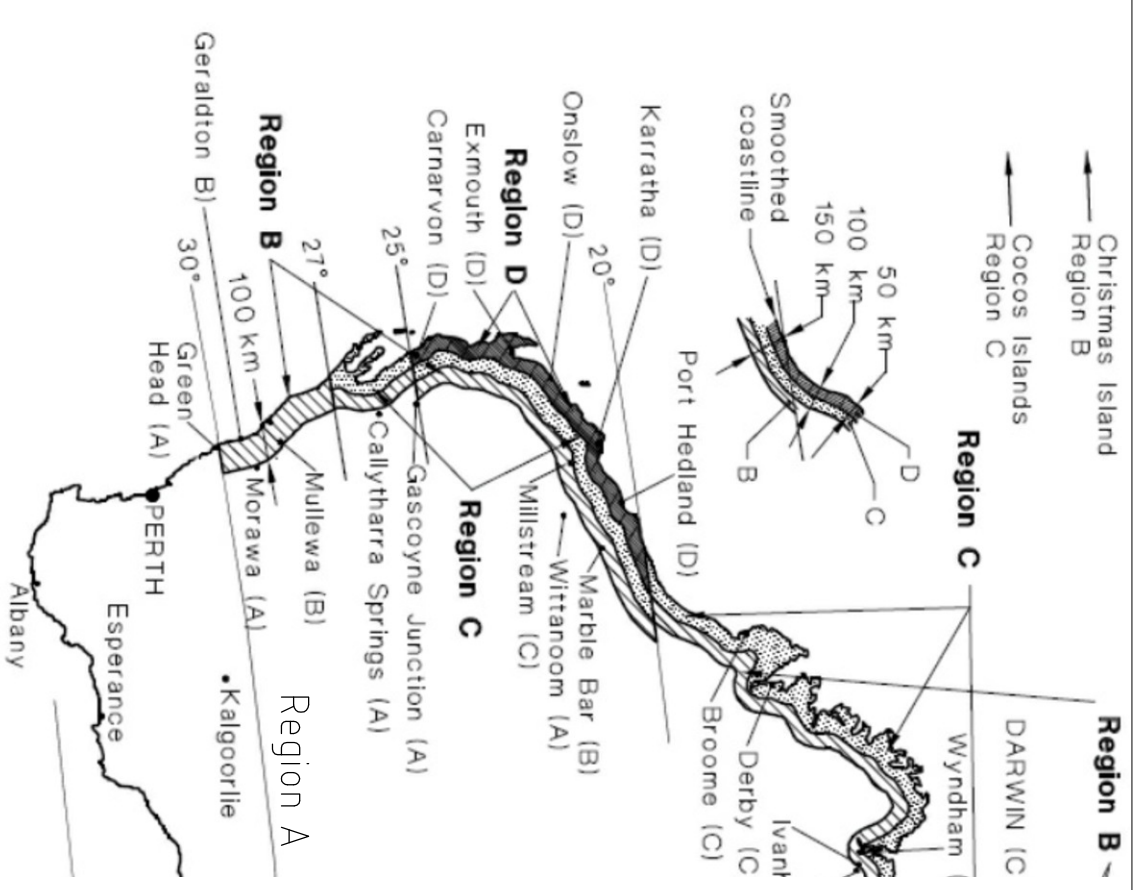 Christmas Island
Region B
Cocos Islands
Region C
Smoothed
coastline
150 km
100 km
50 km
D
C
B
Region C
Region B
DARWIN (C
Wyndham (
Ivanh
Derby (C
Broome (C)
Port Hedland (D)
Karratha (D)
20°
Onslow (D)
RegIon D
Exmouth (D)
Carnarvon (D)
25°
27°
Region B
Geraldton B)
30°
100 km
Green
Head (A)
Marble Bar (B)
Wittanoom (A)
Millstream (C)
Region C
Gascoyne Junction (A)
Callytharra Springs (A)
Mullewa (B)
Morawa (A)
PERTH
Region A
Kalgoorlie
Esperance
Albany